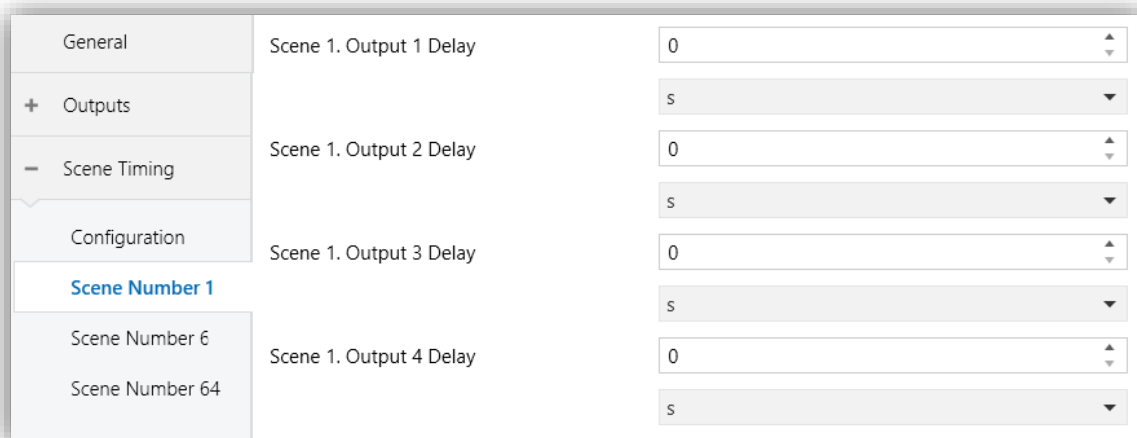 General
+ Outputs
− Scene Timing
Configuration
Scene Number 1
Scene Number 6
Scene Number 64
Scene 1. Output 1 Delay
0
s
Scene 1. Output 2 Delay
0
s
Scene 1. Output 3 Delay
0
s
Scene 1. Output 4 Delay
0
s